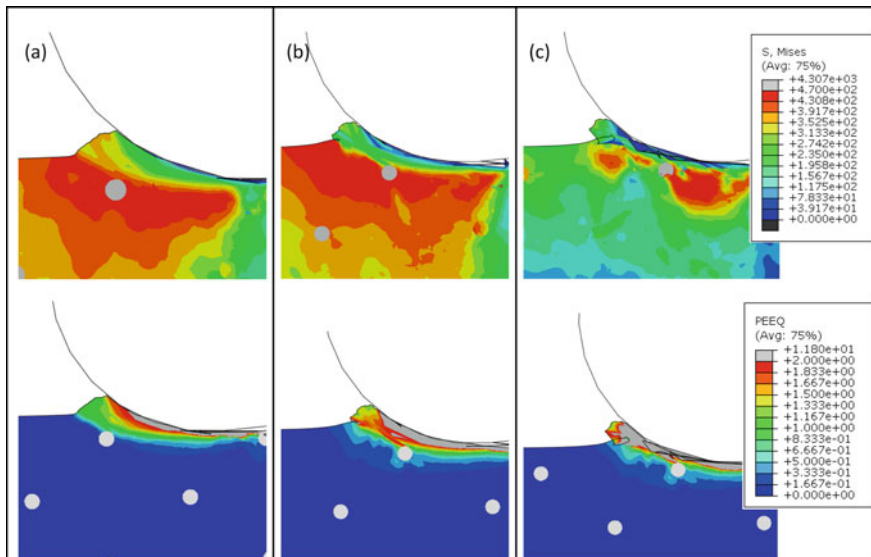 (a)
(b)
(c)
S, Mises
(Avg: 75%)
+4.307e+03
+4.700e+02
+4.308e+02
+3.917e+02
+3.525e+02
+3.133e+02
+2.742e+02
+2.350e+02
+1.958e+02
+1.567e+02
+1.175e+02
+7.833e+01
+3.917e+01
+0.000e+00
PEEQ
(Avg: 75%)
+1.180e+01
+2.000e+00
+1.833e+00
+1.667e+00
+1.500e+00
+1.333e+00
+1.167e+00
+1.000e+00
+8.333e-01
+6.667e-01
+5.000e-01
+3.333e-01
+1.667e-01
+0.000e+00